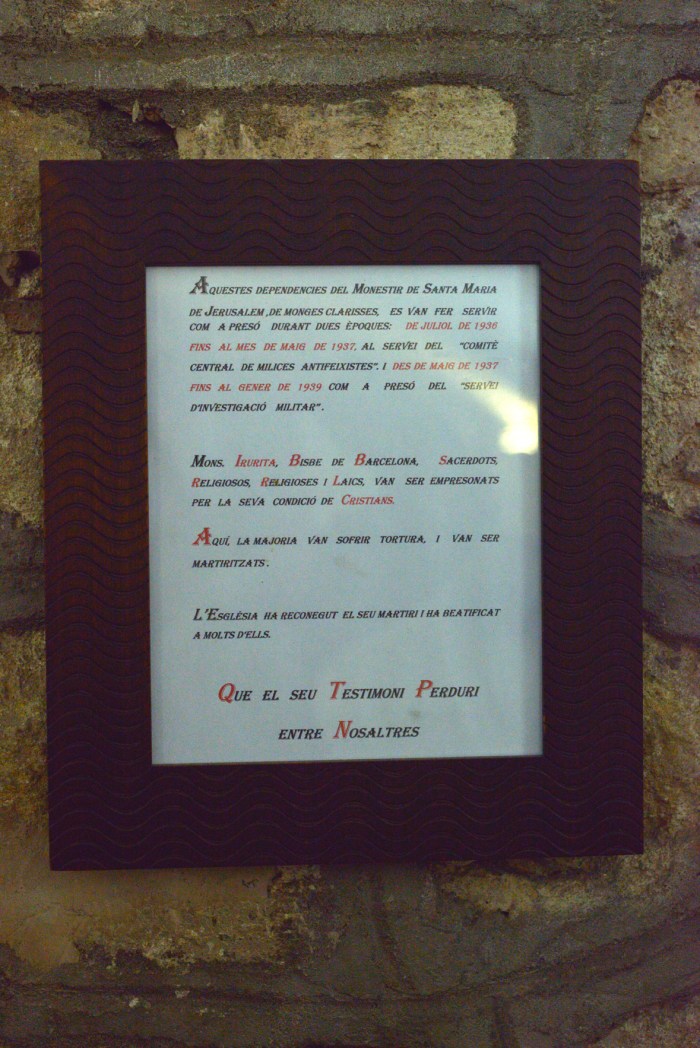 Aquestes dependencies del Monestir de Santa Maria
de Jerusalem ,de monges clarisses, es van fer servir
com a presó durant dues èpoques: de juliol de 1936
fins al mes de maig de 1937, al servei del "Comitè
central de milices antifeixistes". I des de maig de 1937
fins al gener de 1939 com a presó del "Servei
d'investigació militar".
Mons. Irurita, Bisbe de Barcelona, Sacerdots,
Religiosos, Religioses i Laics, van ser empresonats
per la seva condició de Cristians.
Aquí, la majoria van sofrir tortura, i van ser
martiritzats.
L'Esglèsia ha reconegut el seu martiri i ha beatificat
a molts d'ells.
Que el seu Testimoni Perduri
entre Nosaltres